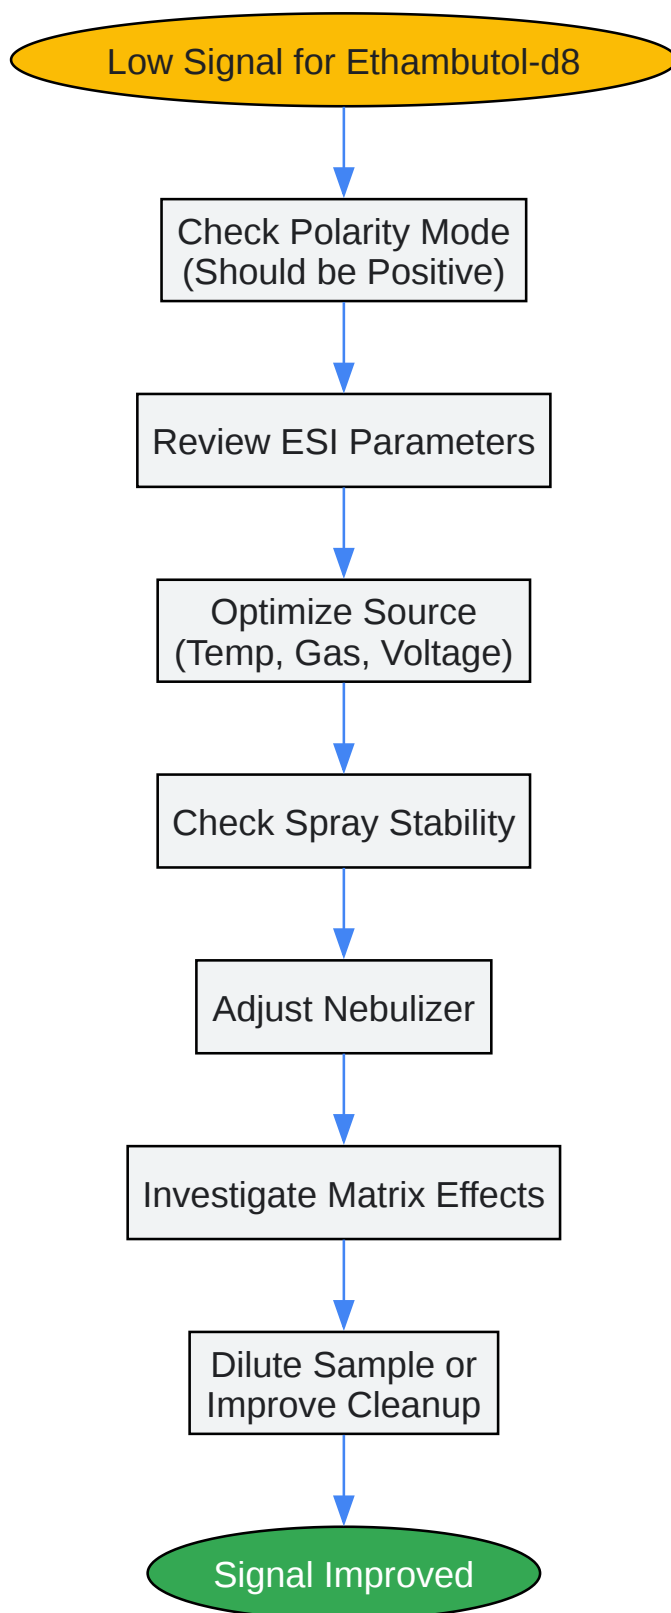 Low Signal for Ethambutol-d8
Check Polarity Mode
(Should be Positive)
Review ESI Parameters
Optimize Source
(Temp, Gas, Voltage)
Check Spray Stability
Adjust Nebulizer
Investigate Matrix Effects
Dilute Sample or
Improve Cleanup
Signal Improved